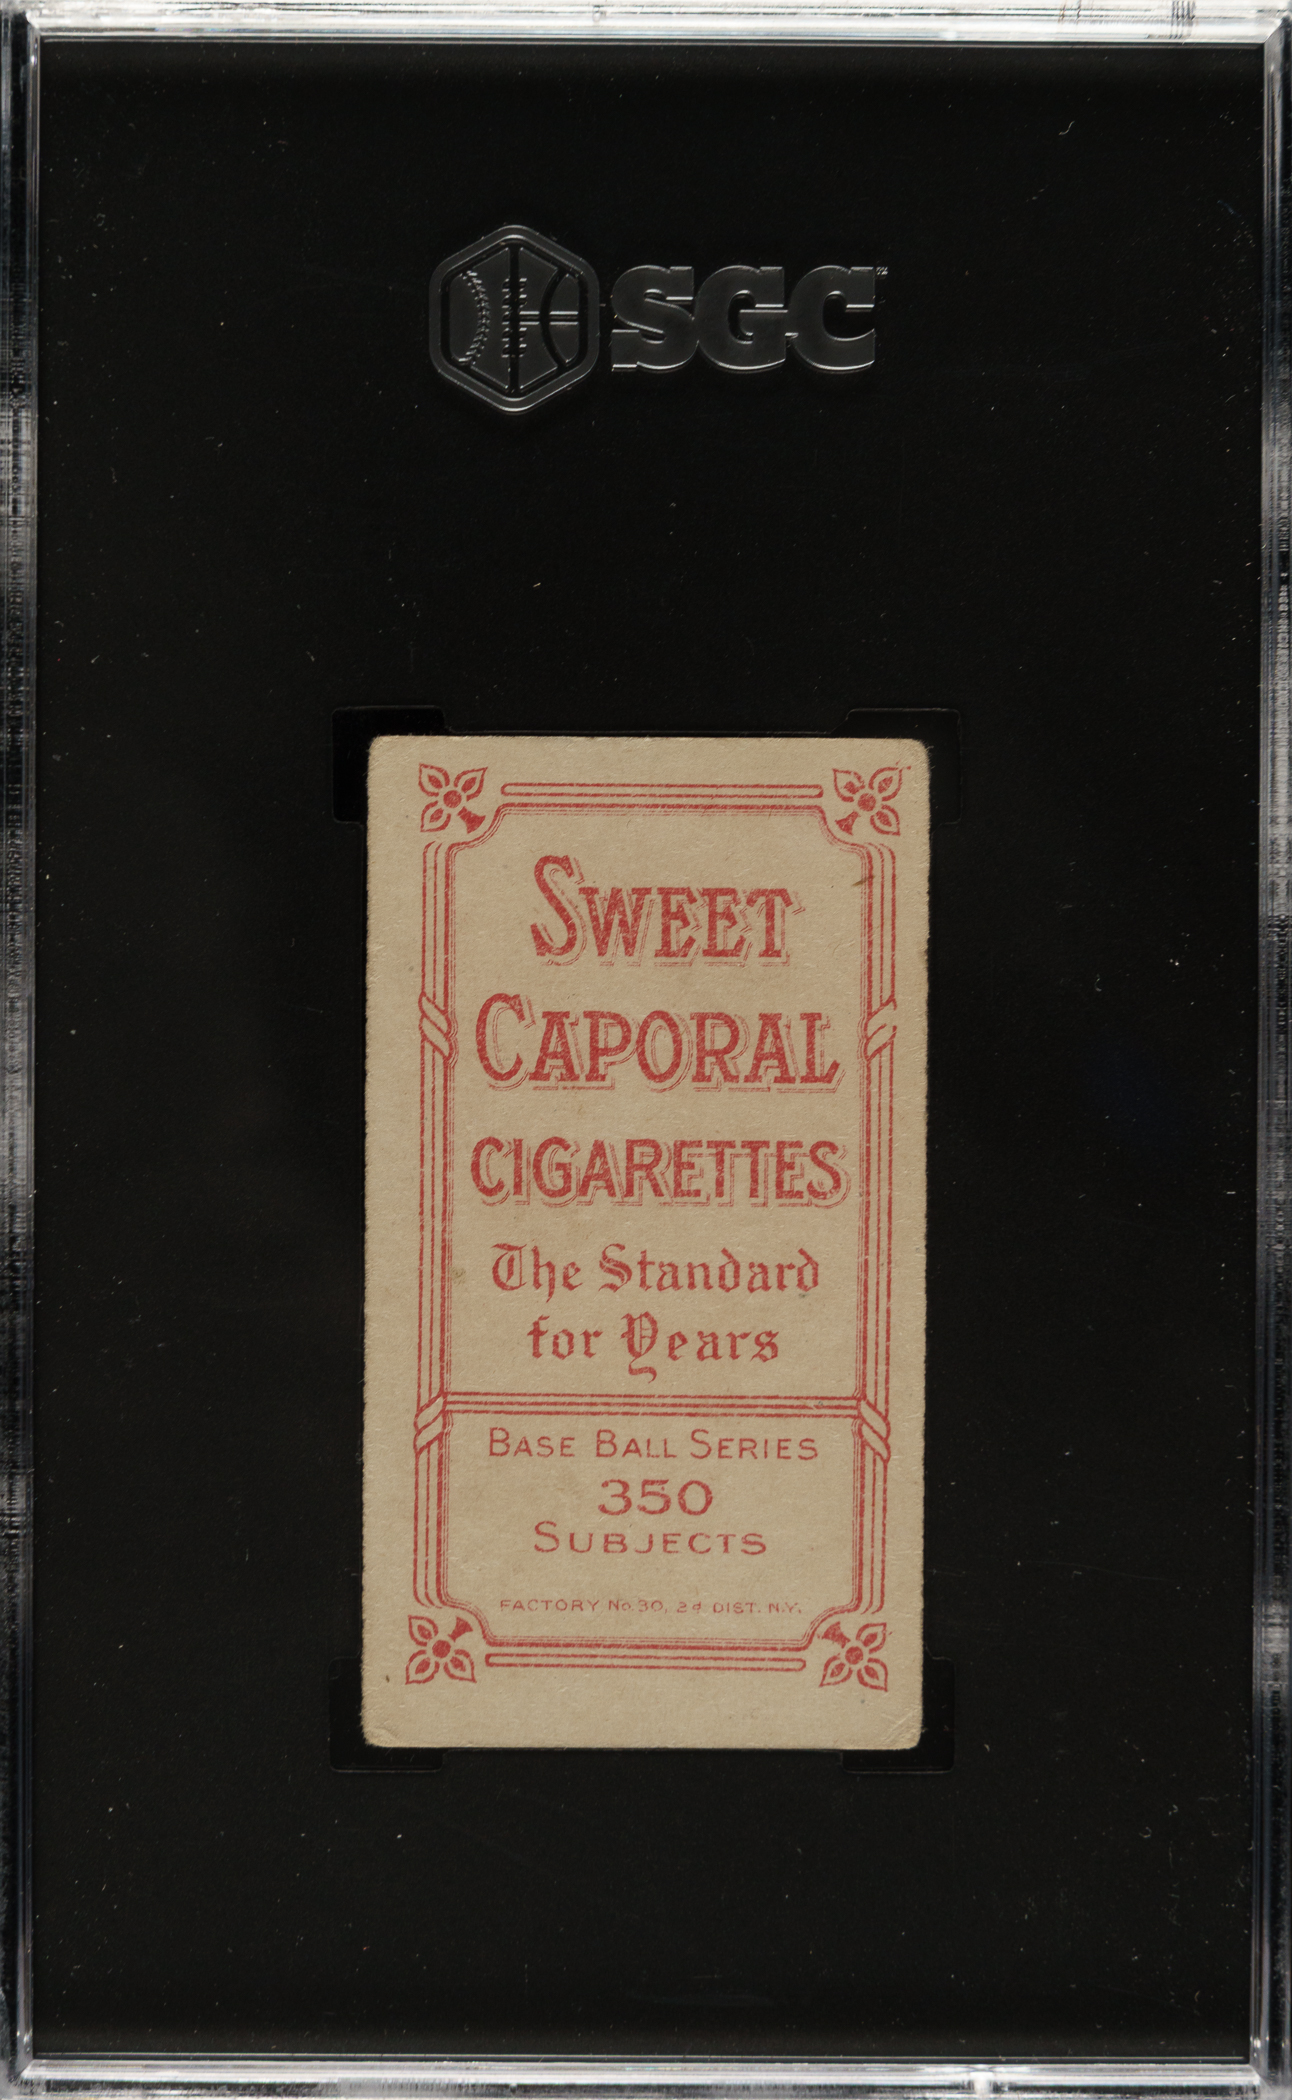 SGC
SWEET
CAPORAL
CIGARETTES
The Standard
for Years
BASE BALL SERIES
350
SUBJECTS
FACTORY No. 30, 2d DIST. N.Y.